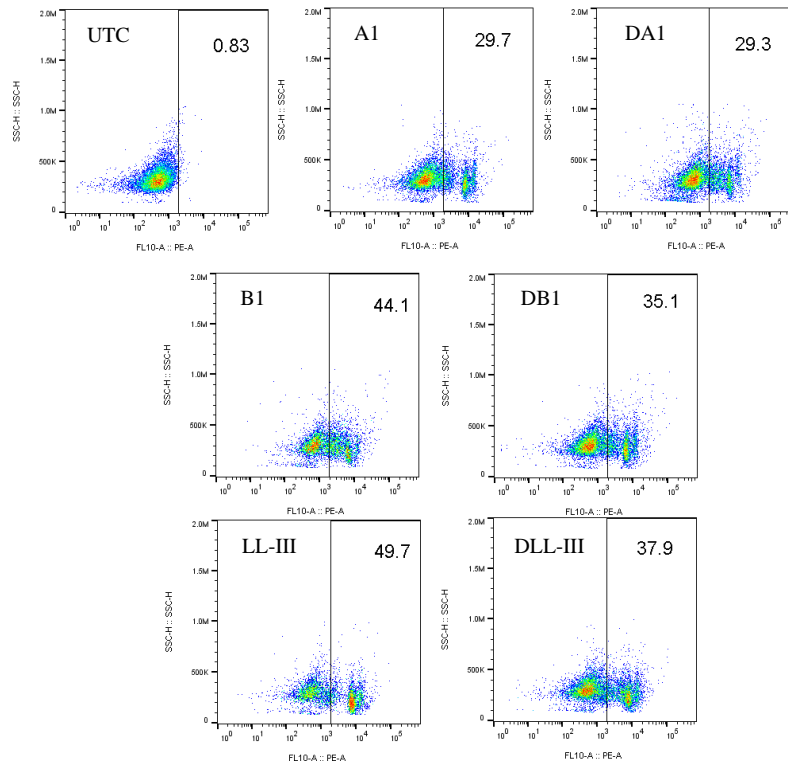 UTC 0.83
2.0M
1.5M
1.0M
500K
0
SSC-H :: SSC-H
10^0 10^1 10^2 10^3 10^4 10^5
FL10-A :: PE-A
A1 29.7
2.0M
1.5M
1.0M
500K
0
SSC-H :: SSC-H
10^0 10^1 10^2 10^3 10^4 10^5
FL10-A :: PE-A
DA1 29.3
2.0M
1.5M
1.0M
500K
0
SSC-H :: SSC-H
10^0 10^1 10^2 10^3 10^4 10^5
FL10-A :: PE-A
B1 44.1
2.0M
1.5M
1.0M
500K
0
SSC-H :: SSC-H
10^0 10^1 10^2 10^3 10^4 10^5
FL10-A :: PE-A
DB1 35.1
2.0M
1.5M
1.0M
500K
0
SSC-H :: SSC-H
10^0 10^1 10^2 10^3 10^4 10^5
FL10-A :: PE-A
LL-III 49.7
2.0M
1.5M
1.0M
500K
0
SSC-H :: SSC-H
10^0 10^1 10^2 10^3 10^4 10^5
FL10-A :: PE-A
DLL-III 37.9
2.0M
1.5M
1.0M
500K
0
SSC-H :: SSC-H
10^0 10^1 10^2 10^3 10^4 10^5
FL10-A :: PE-A